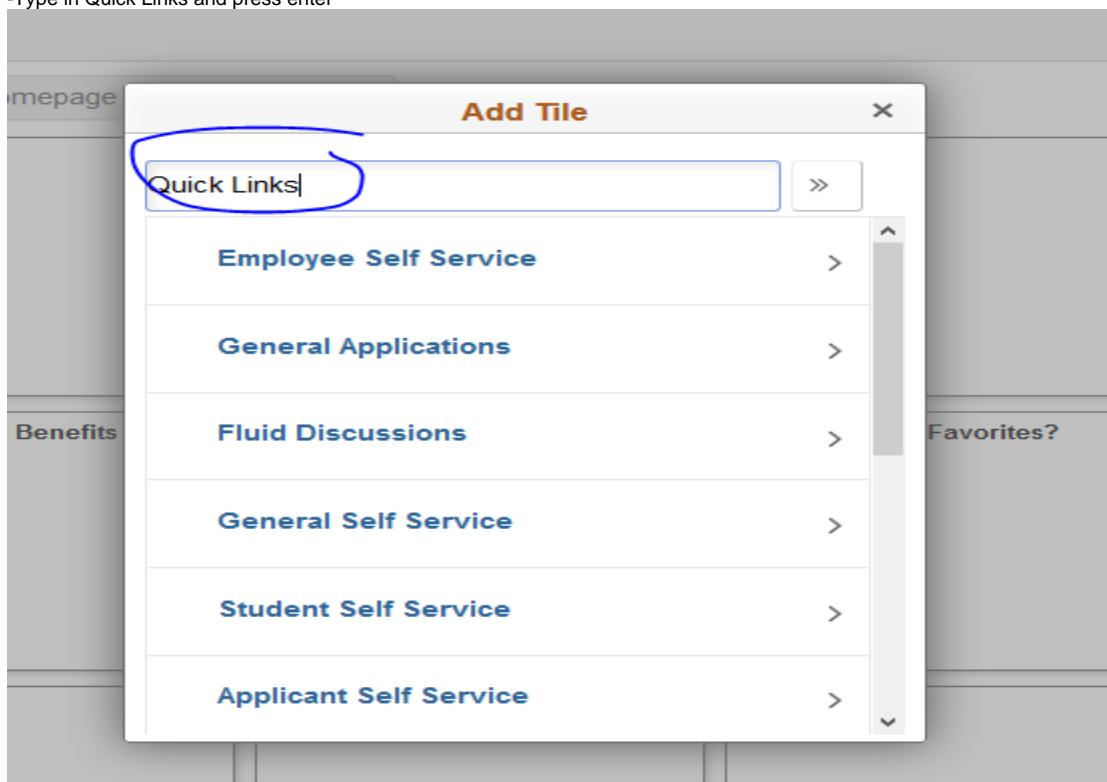 -Type in Quick Links and press enter
omepage
Add Tile
×
Quick Links
»
Employee Self Service >
General Applications >
Benefits
Fluid Discussions >
Favorites?
General Self Service >
Student Self Service >
Applicant Self Service >